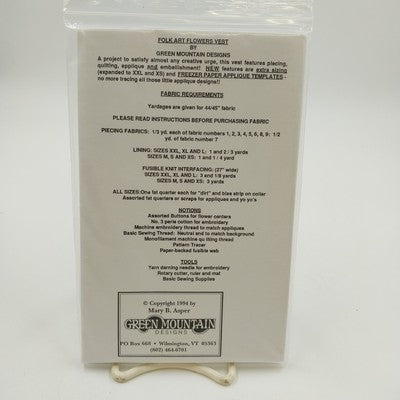 FOLK ART FLOWERS VEST
BY
GREEN MOUNTAIN DESIGNS
A project to satisfy almost any creative urge, this vest features piecing,
quilting, applique and embellishment! NEW features are extra sizing
(expanded to XXL and XS) and FREEZER PAPER APPLIQUE TEMPLATES -
no more tracing all those little applique designs!!
FABRIC REQUIREMENTS
Yardages are given for 44/45" fabric
PLEASE READ INSTRUCTIONS BEFORE PURCHASING FABRIC
PIECING FABRICS: 1/3 yd. each of fabric numbers 1, 2, 3, 4, 5, 6, 8, 9: 1/2
yd. of fabric number 7
LINING: SIZES XXL, XL AND L: 1 and 2 / 3 yards
SIZES M, S AND XS: 1 and 1 / 4 yard
FUSIBLE KNIT INTERFACING: (27" wide)
SIZES XXL, XL AND L: 3 and 1/8 yards
SIZES M, S AND XS: 3 yards
ALL SIZES: One fat quarter each for "dirt" and bias strip on collar
Assorted fat quarters or scraps for appliques and yo yo's
NOTIONS
Assorted Buttons for flower centers
No. 3 perle cotton for embroidery
Machine embroidery thread to match appliques
Basic Sewing Thread: Neutral and to match background
Monofilament machine quilting thread
Pattern Tracer
Paper-backed fusible web
TOOLS
Yarn darning needle for embroidery
Rotary cutter, ruler and mat
Basic Sewing Supplies
© Copyright 1994 by
Mary B. Asper
GREEN MOUNTAIN
DESIGNS
PO Box 668 • Wilmington, VT 05363
(802) 464-0701